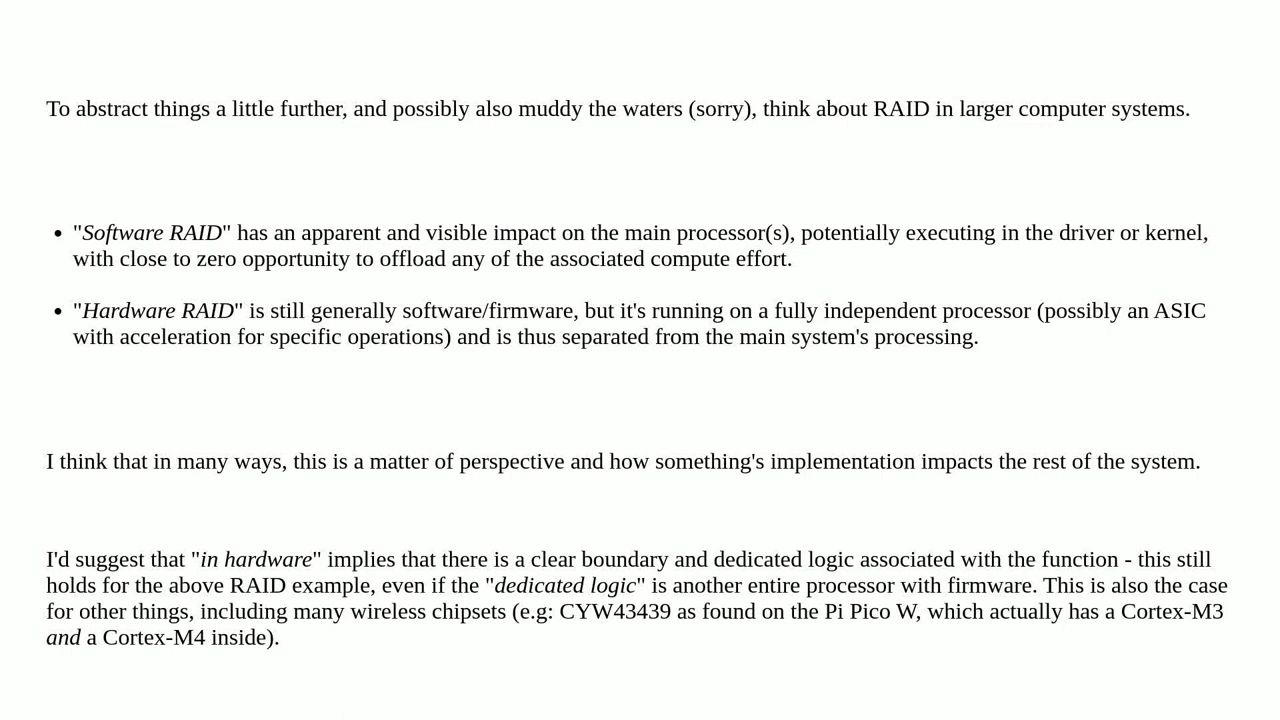 To abstract things a little further, and possibly also muddy the waters (sorry), think about RAID in larger computer systems.
• "Software RAID" has an apparent and visible impact on the main processor(s), potentially executing in the driver or kernel,
with close to zero opportunity to offload any of the associated compute effort.
• "Hardware RAID" is still generally software/firmware, but it's running on a fully independent processor (possibly an ASIC
with acceleration for specific operations) and is thus separated from the main system's processing.
I think that in many ways, this is a matter of perspective and how something's implementation impacts the rest of the system.
I'd suggest that "in hardware" implies that there is a clear boundary and dedicated logic associated with the function - this still
holds for the above RAID example, even if the "dedicated logic" is another entire processor with firmware. This is also the case
for other things, including many wireless chipsets (e.g: CYW43439 as found on the Pi Pico W, which actually has a Cortex-M3
and a Cortex-M4 inside).